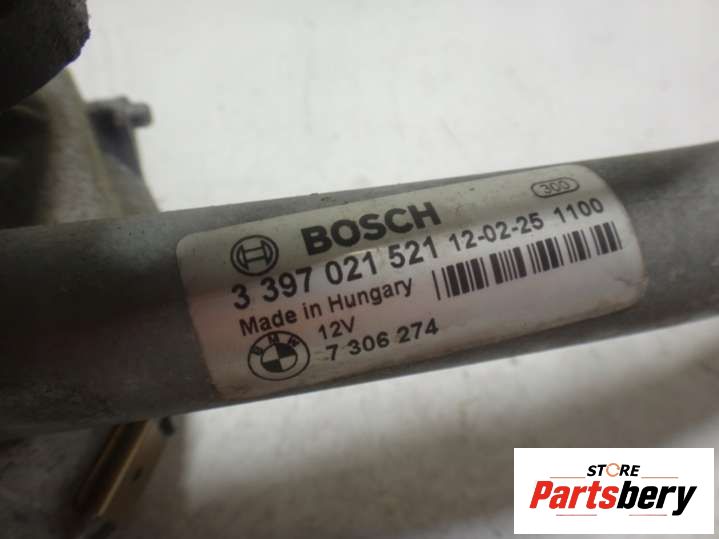 300
BOSCH
3 397 021 521 12-02-25 1100
Made in Hungary
12V
BMW
7 306 274
STORE
Partsbery